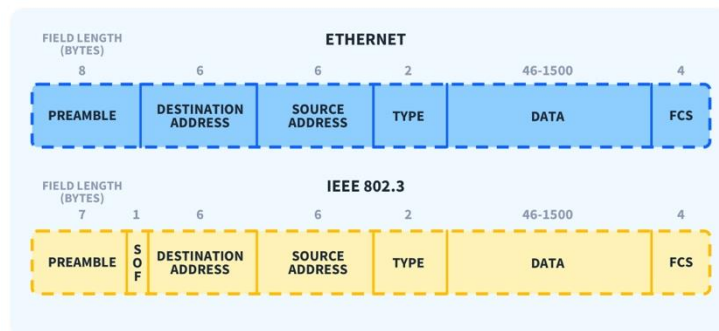 FIELD LENGTH
(BYTES)
ETHERNET
8 6 6 2 46-1500 4
PREAMBLE DESTINATION ADDRESS SOURCE ADDRESS TYPE DATA FCS
FIELD LENGTH
(BYTES)
IEEE 802.3
7 1 6 6 2 46-1500 4
PREAMBLE SOF DESTINATION ADDRESS SOURCE ADDRESS TYPE DATA FCS